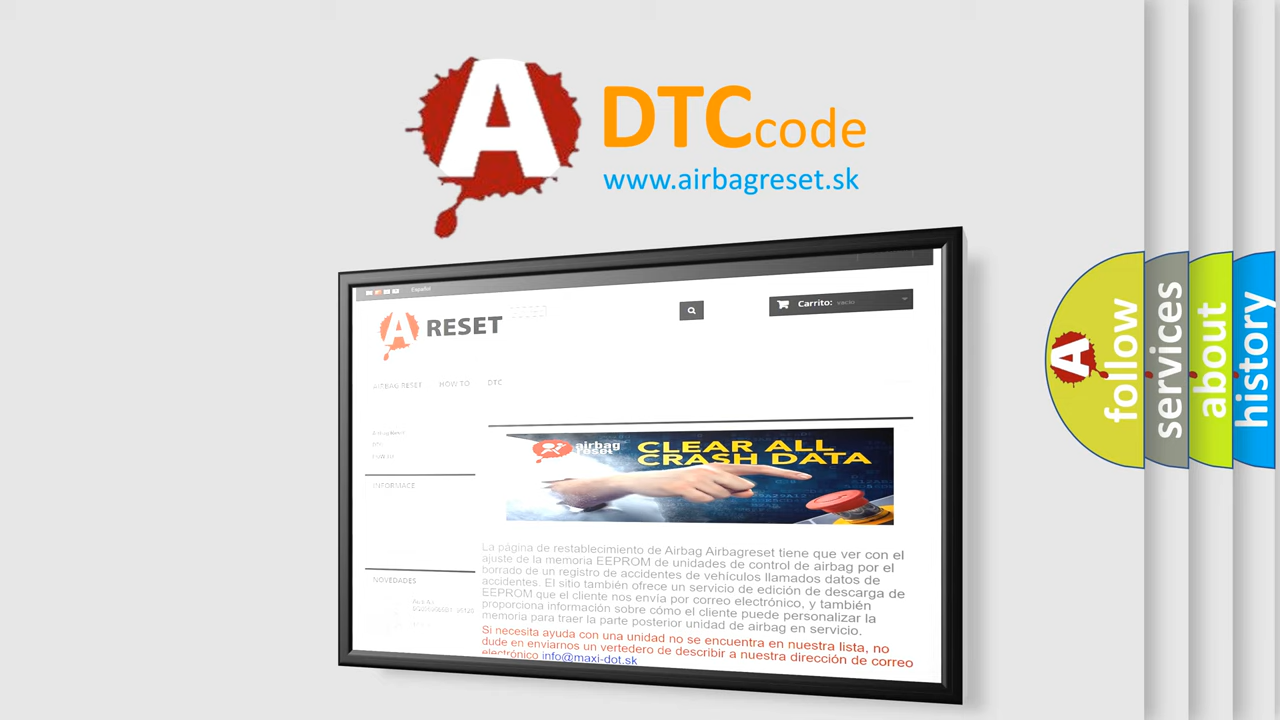 A
DTCcode
www.airbagreset.sk
Español
A RESET
Carrito: vacío
AIRBAG RESET HOW TO DTC
INFORMACE
NOVEDADES
airbag
reset
CLEAR ALL
CRASH DATA
La página de restablecimiento de Airbag Airbagreset tiene que ver con el
ajuste de la memoria EEPROM de unidades de control de airbag por el
borrado de un registro de accidentes de vehículos llamados datos de
accidentes. El sitio también ofrece un servicio de edición de descarga de
EEPROM que el cliente nos envía por correo electrónico, y también
proporciona información sobre cómo el cliente puede personalizar la
memoria para traer la parte posterior unidad de airbag en servicio.
Si necesita ayuda con una unidad no se encuentra en nuestra lista, no
dude en enviarnos un vertedero de describir a nuestra dirección de correo
electrónico info@maxi-dot.sk
A
follow
services
about
history